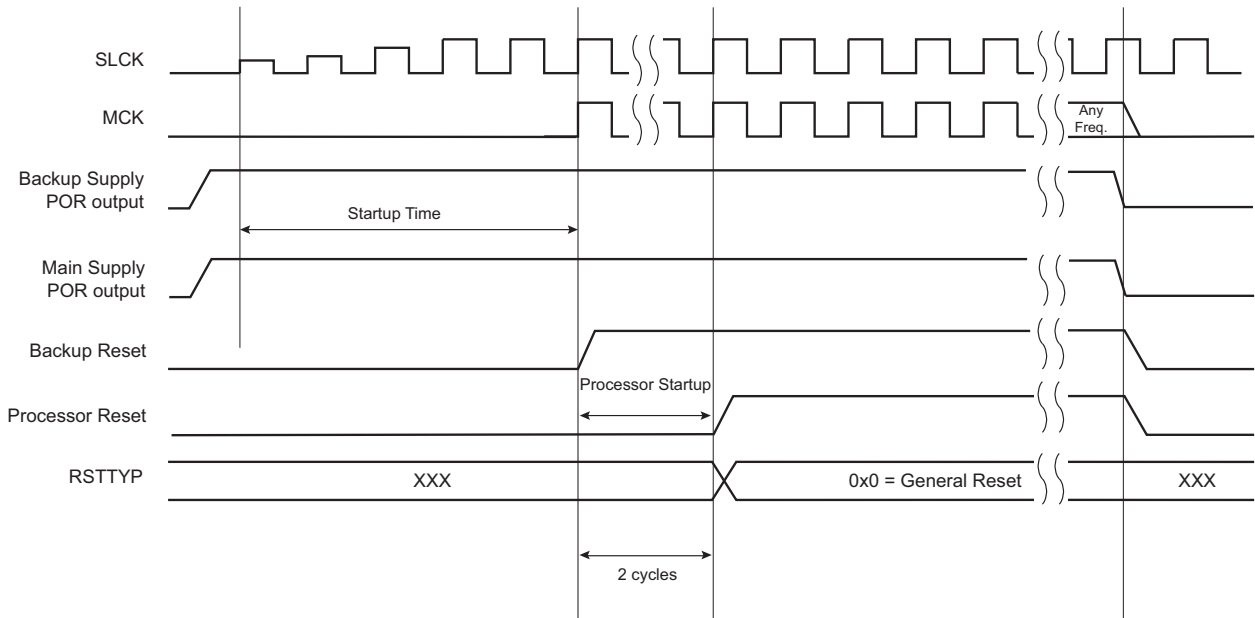 SLCK
MCK
Any
Freq.
Backup Supply
POR output
Startup Time
Main Supply
POR output
Backup Reset
Processor Startup
Processor Reset
RSTTYP
XXX
0x0 = General Reset
XXX
2 cycles